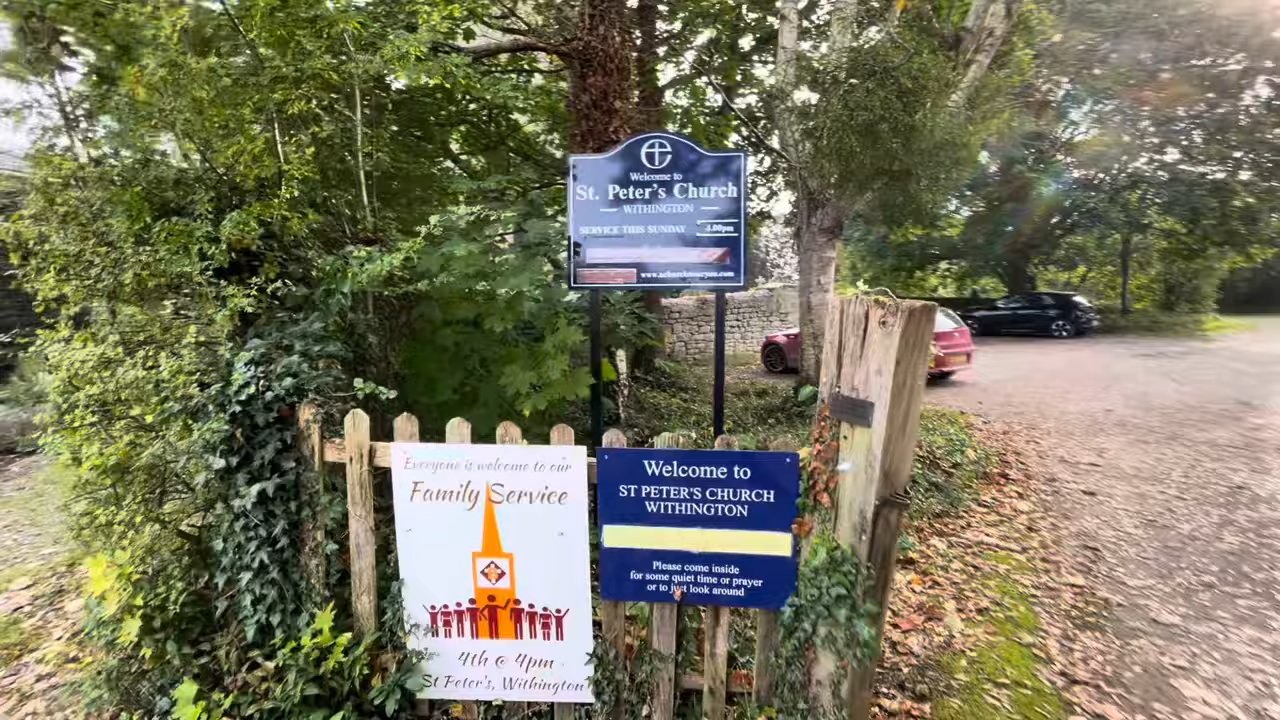 Welcome to
St. Peter's Church
WITHINGTON
SERVICE THIS SUNDAY 4.00pm
Everyone is welcome to our
Family Service
4th @ 4pm
St Peter's, Withington
Welcome to
ST PETER'S CHURCH
WITHINGTON
Please come inside
for some quiet time or prayer
or to just look around